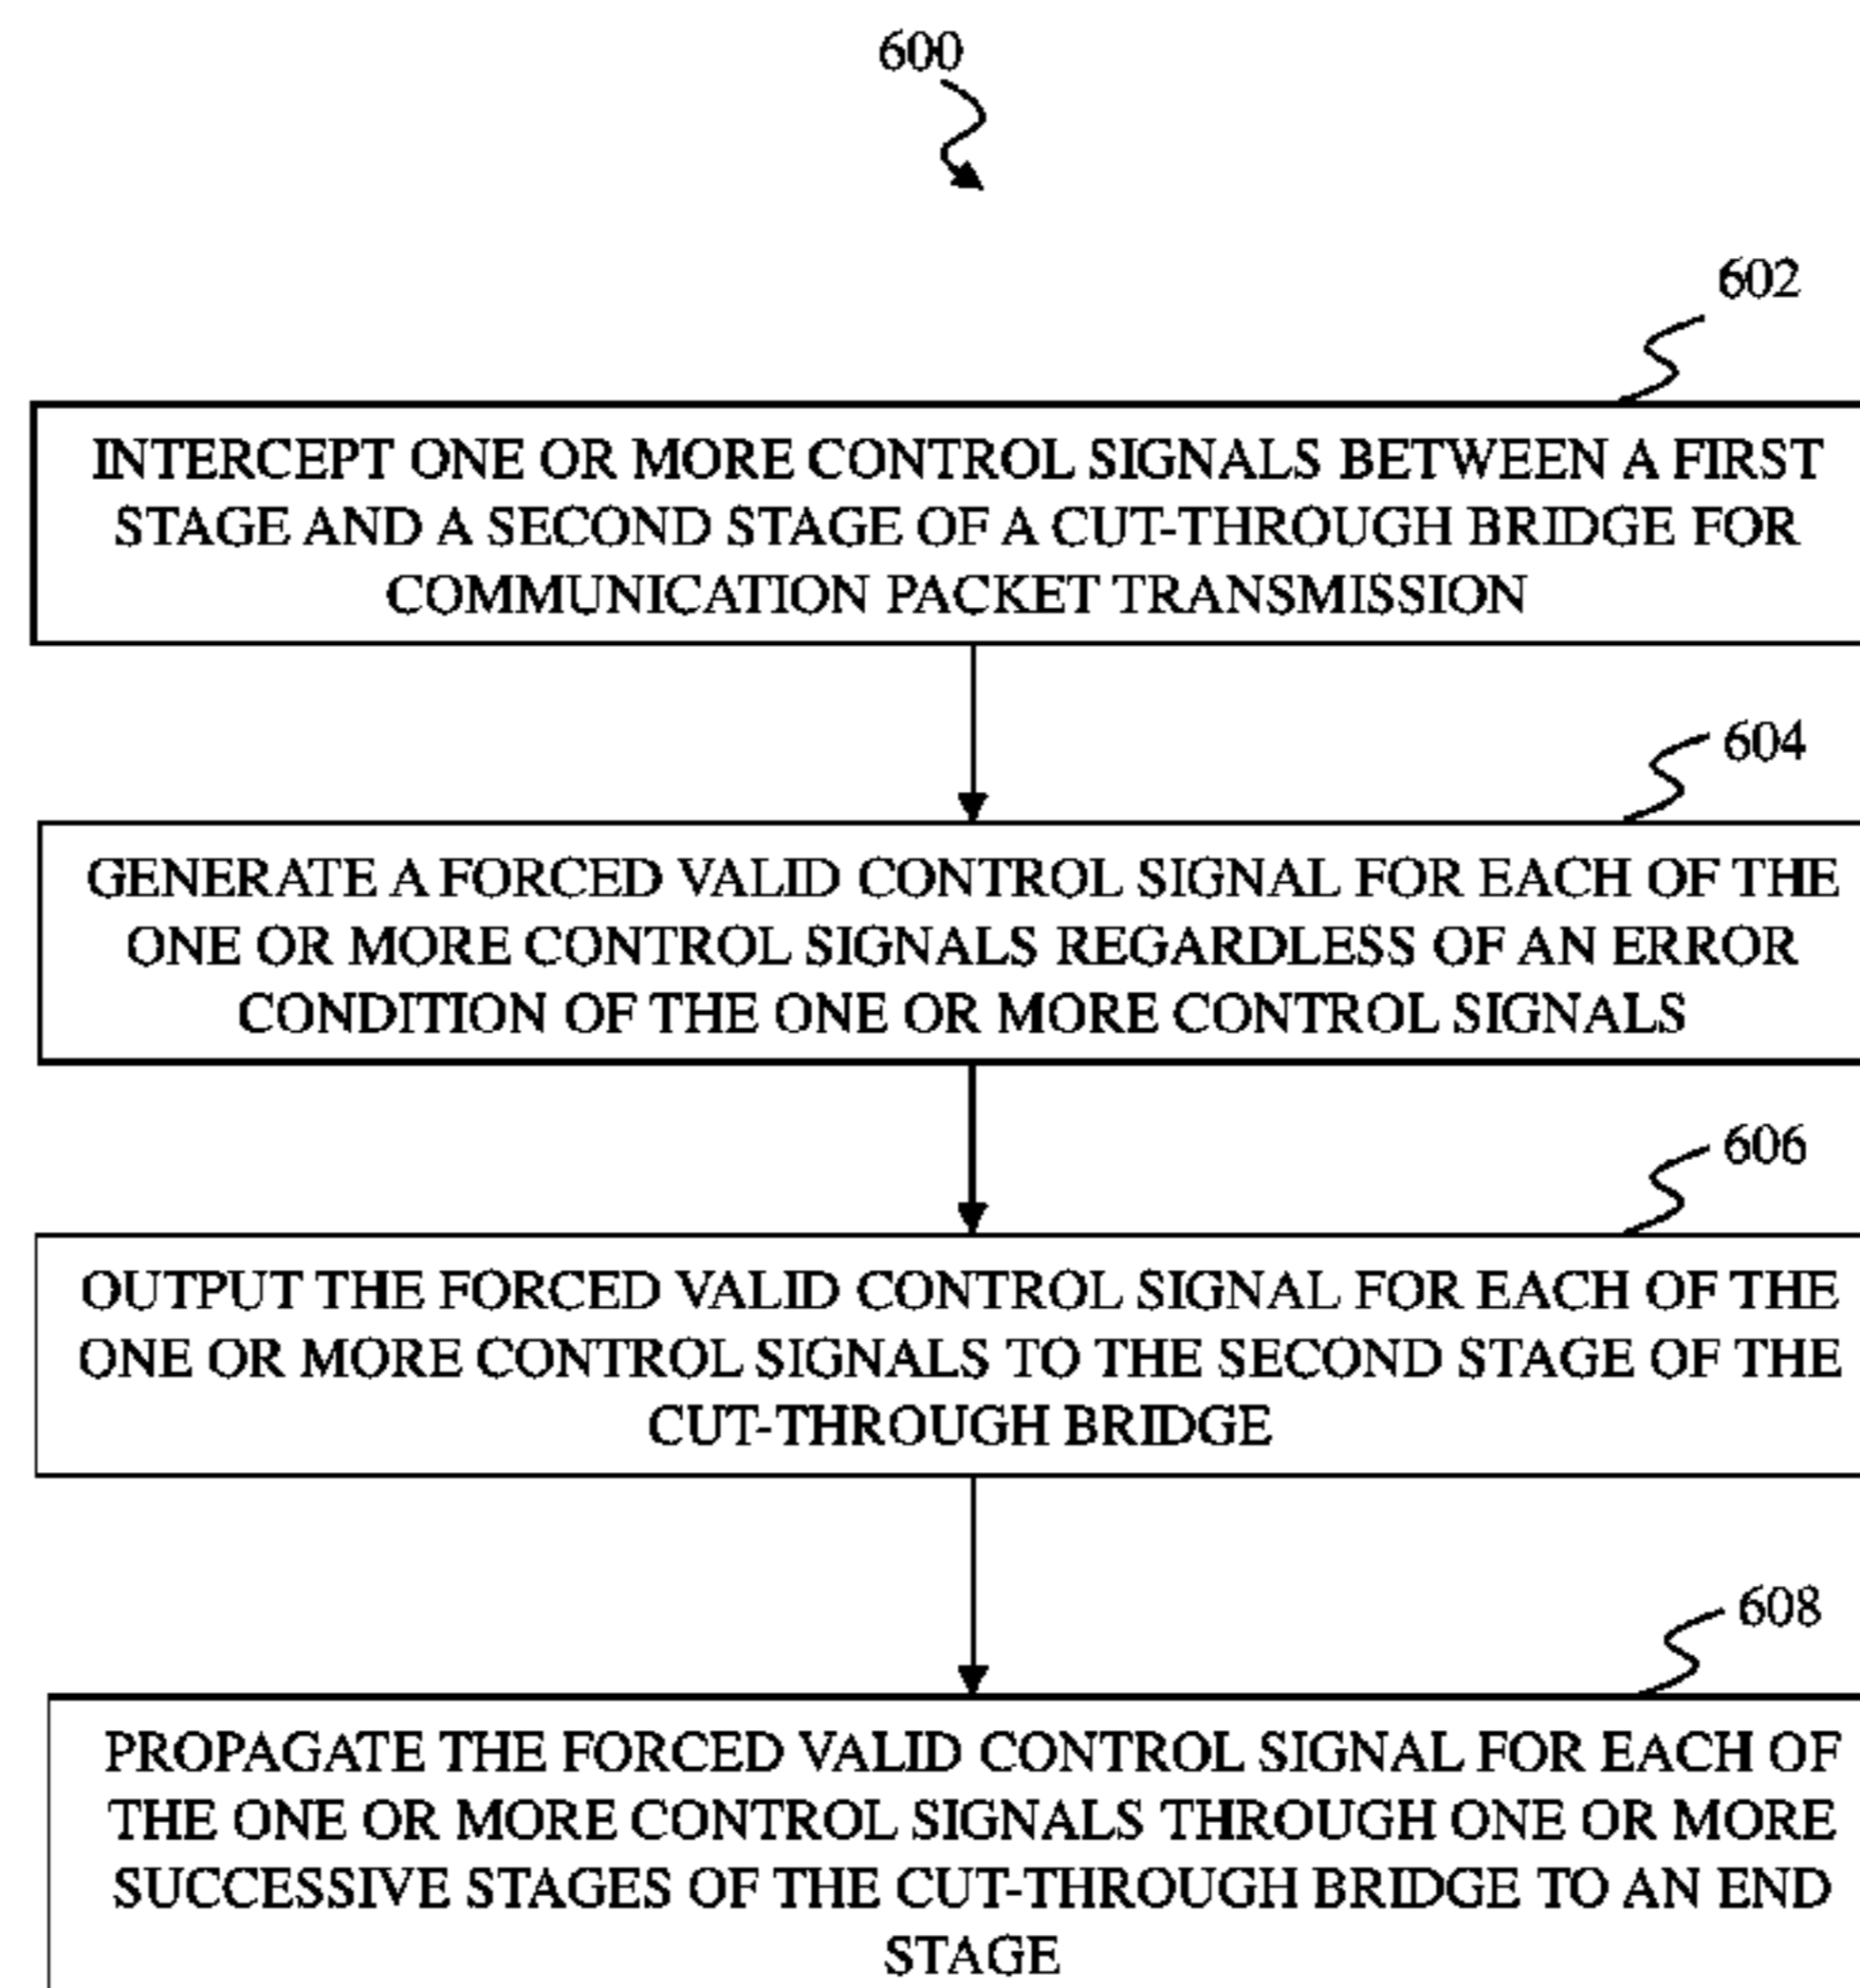 600
602
INTERCEPT ONE OR MORE CONTROL SIGNALS BETWEEN A FIRST
STAGE AND A SECOND STAGE OF A CUT-THROUGH BRIDGE FOR
COMMUNICATION PACKET TRANSMISSION
604
GENERATE A FORCED VALID CONTROL SIGNAL FOR EACH OF THE
ONE OR MORE CONTROL SIGNALS REGARDLESS OF AN ERROR
CONDITION OF THE ONE OR MORE CONTROL SIGNALS
606
OUTPUT THE FORCED VALID CONTROL SIGNAL FOR EACH OF THE
ONE OR MORE CONTROL SIGNALS TO THE SECOND STAGE OF THE
CUT-THROUGH BRIDGE
608
PROPAGATE THE FORCED VALID CONTROL SIGNAL FOR EACH OF
THE ONE OR MORE CONTROL SIGNALS THROUGH ONE OR MORE
SUCCESSIVE STAGES OF THE CUT-THROUGH BRIDGE TO AN END
STAGE